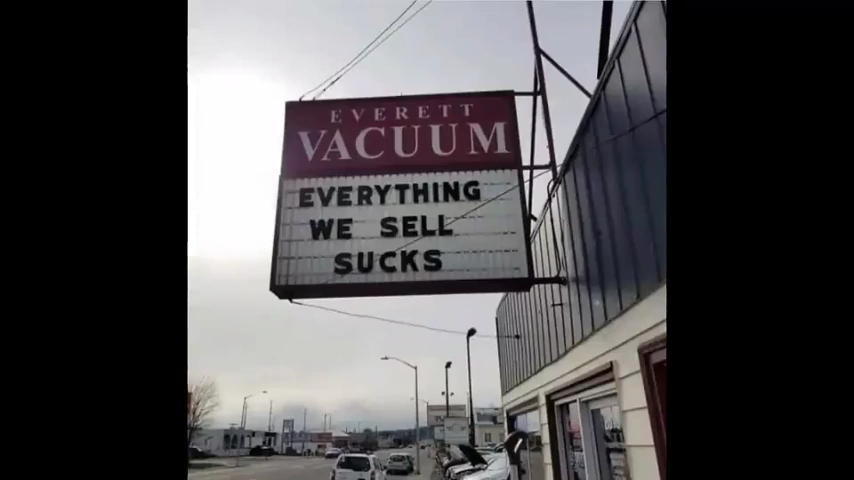 EVERETT
VACUUM
EVERYTHING
WE SELL
SUCKS